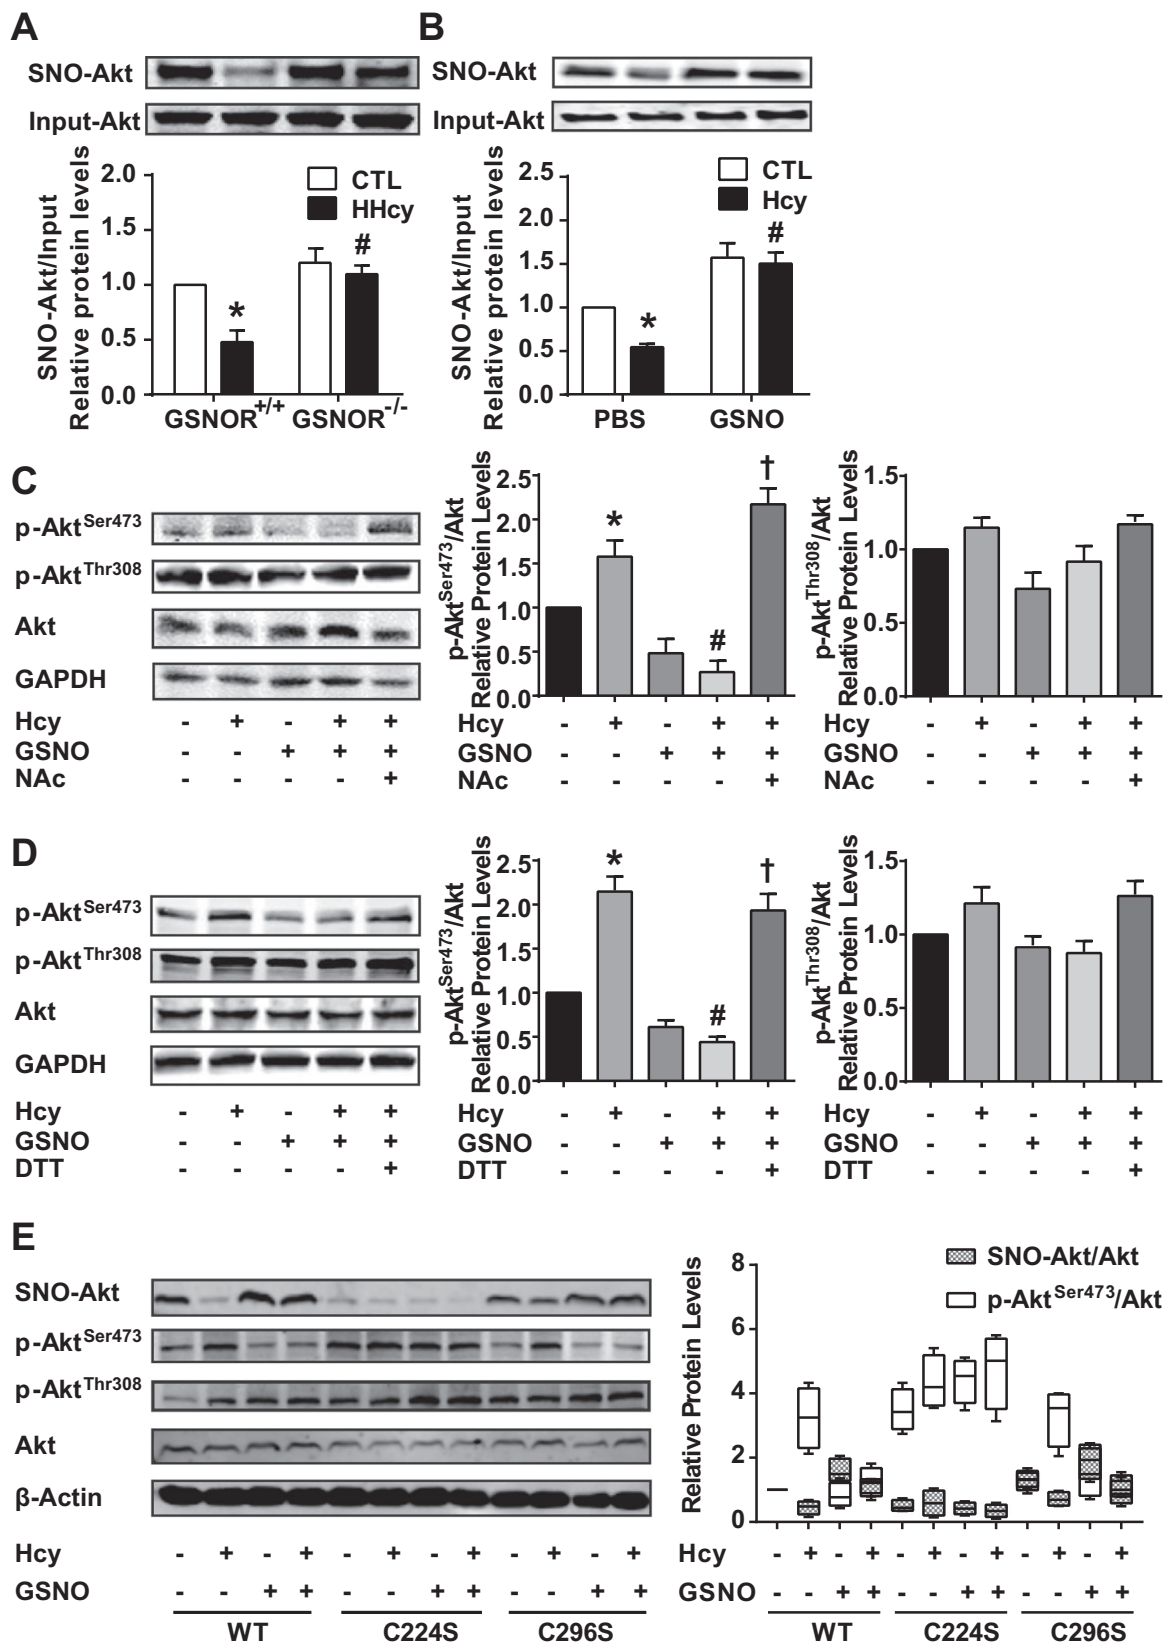 A
SNO-Akt
Input-Akt
SNO-Akt/Input
Relative protein levels
2.0
1.5
1.0
0.5
0.0
CTL
HHcy
*
#
GSNOR+/+ GSNOR-/-
B
SNO-Akt
Input-Akt
SNO-Akt/Input
Relative protein levels
2.5
2.0
1.5
1.0
0.5
0.0
CTL
Hcy
*
#
PBS GSNO
C
p-AktSer473
p-AktThr308
Akt
GAPDH
Hcy - + - + +
GSNO - - + + +
NAc - - - - +
p-AktSer473/Akt
Relative Protein Levels
2.5
2.0
1.5
1.0
0.5
0.0
*
#
†
Hcy - + - + +
GSNO - - + + +
NAc - - - - +
p-AktThr308/Akt
Relative Protein Levels
1.5
1.0
0.5
0.0
Hcy - + - + +
GSNO - - + + +
NAc - - - - +
D
p-AktSer473
p-AktThr308
Akt
GAPDH
Hcy - + - + +
GSNO - - + + +
DTT - - - - +
p-AktSer473/Akt
Relative Protein Levels
2.5
2.0
1.5
1.0
0.5
0.0
*
#
†
Hcy - + - + +
GSNO - - + + +
DTT - - - - +
p-AktThr308/Akt
Relative Protein Levels
1.5
1.0
0.5
0.0
Hcy - + - + +
GSNO - - + + +
DTT - - - - +
E
SNO-Akt
p-AktSer473
p-AktThr308
Akt
β-Actin
Hcy - + - + - + - + - + - +
GSNO - - + + - - + + - - + +
WT C224S C296S
Relative Protein Levels
8
6
4
2
0
SNO-Akt/Akt
p-AktSer473/Akt
Hcy - + - + - + - + - + - +
GSNO - - + + - - + + - - + +
WT C224S C296S